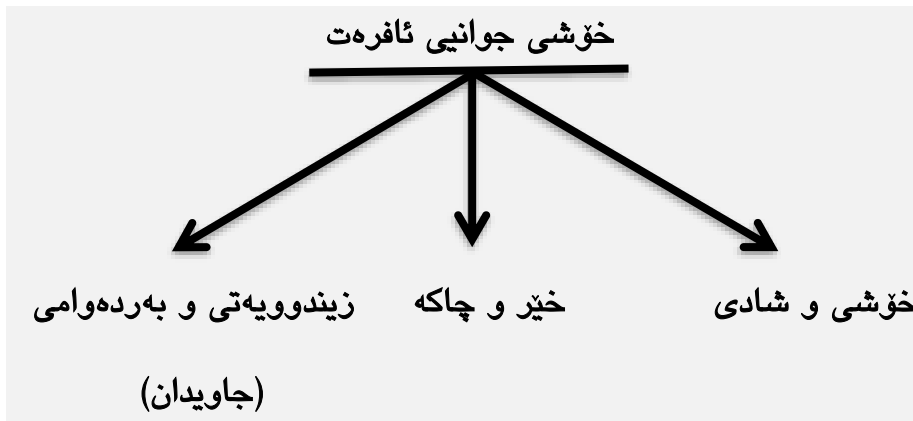 خۆشی جوانیی ئافرەت
خۆشی و شادی
خێر و چاکە
زیندوویەتی و بەردەوامی
(جاویدان)